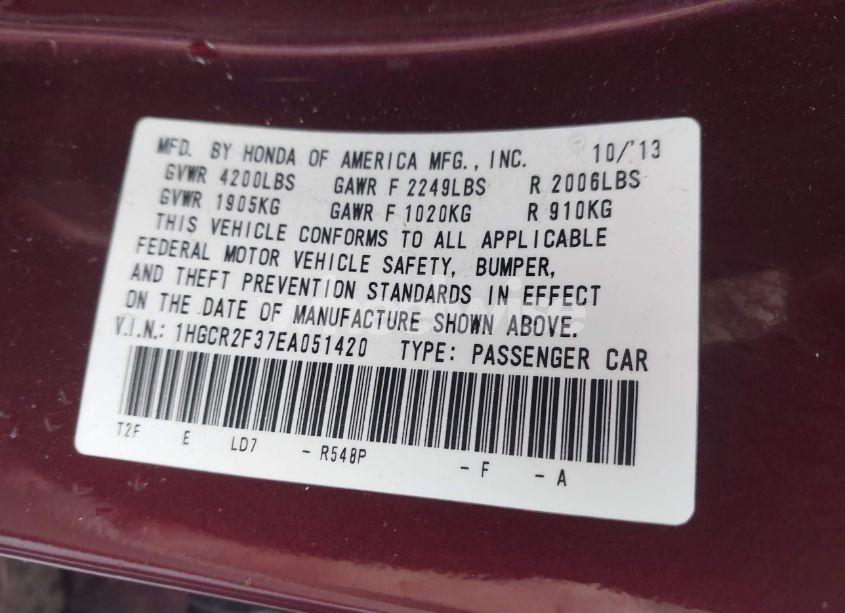 MFD. BY HONDA OF AMERICA MFG., INC. 10/'13
GVWR 4200LBS GAWR F 2249LBS R 2006LBS
GVWR 1905KG GAWR F 1020KG R 910KG
THIS VEHICLE CONFORMS TO ALL APPLICABLE
FEDERAL MOTOR VEHICLE SAFETY, BUMPER,
AND THEFT PREVENTION STANDARDS IN EFFECT
ON THE DATE OF MANUFACTURE SHOWN ABOVE.
V.I.N.: 1HGCR2F37EA051420 TYPE: PASSENGER CAR
T2F E LD7 - R548P - F - A